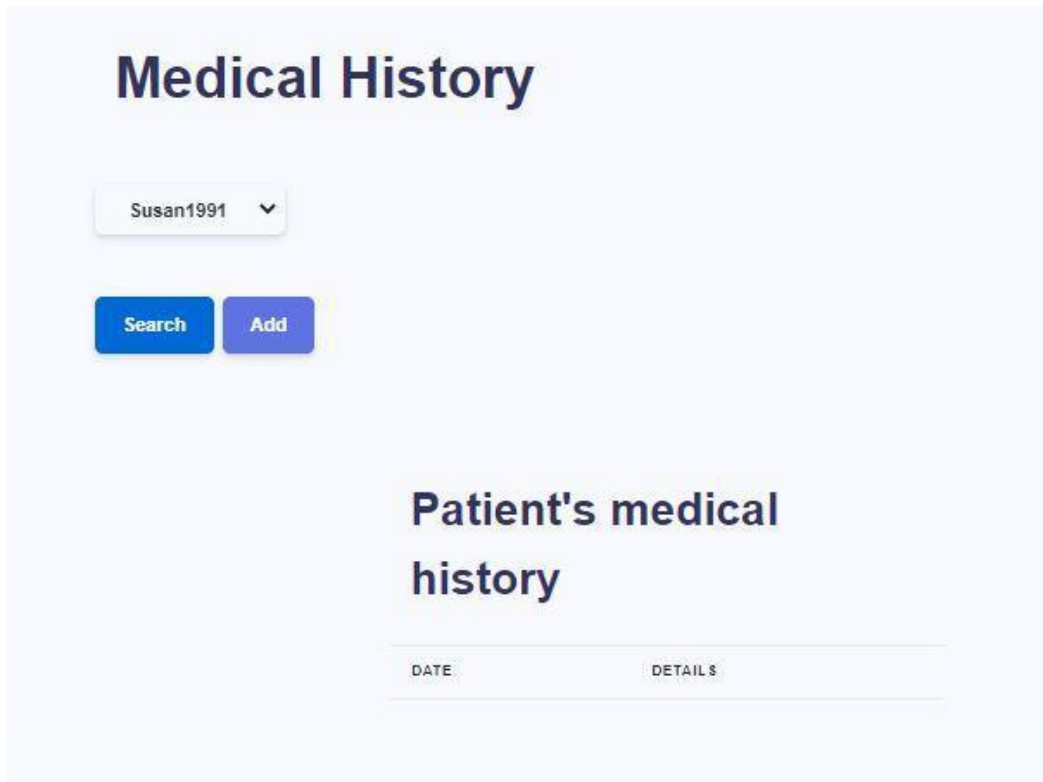 Medical History
Susan1991
Search Add
Patient's medical
history
DATE DETAILS